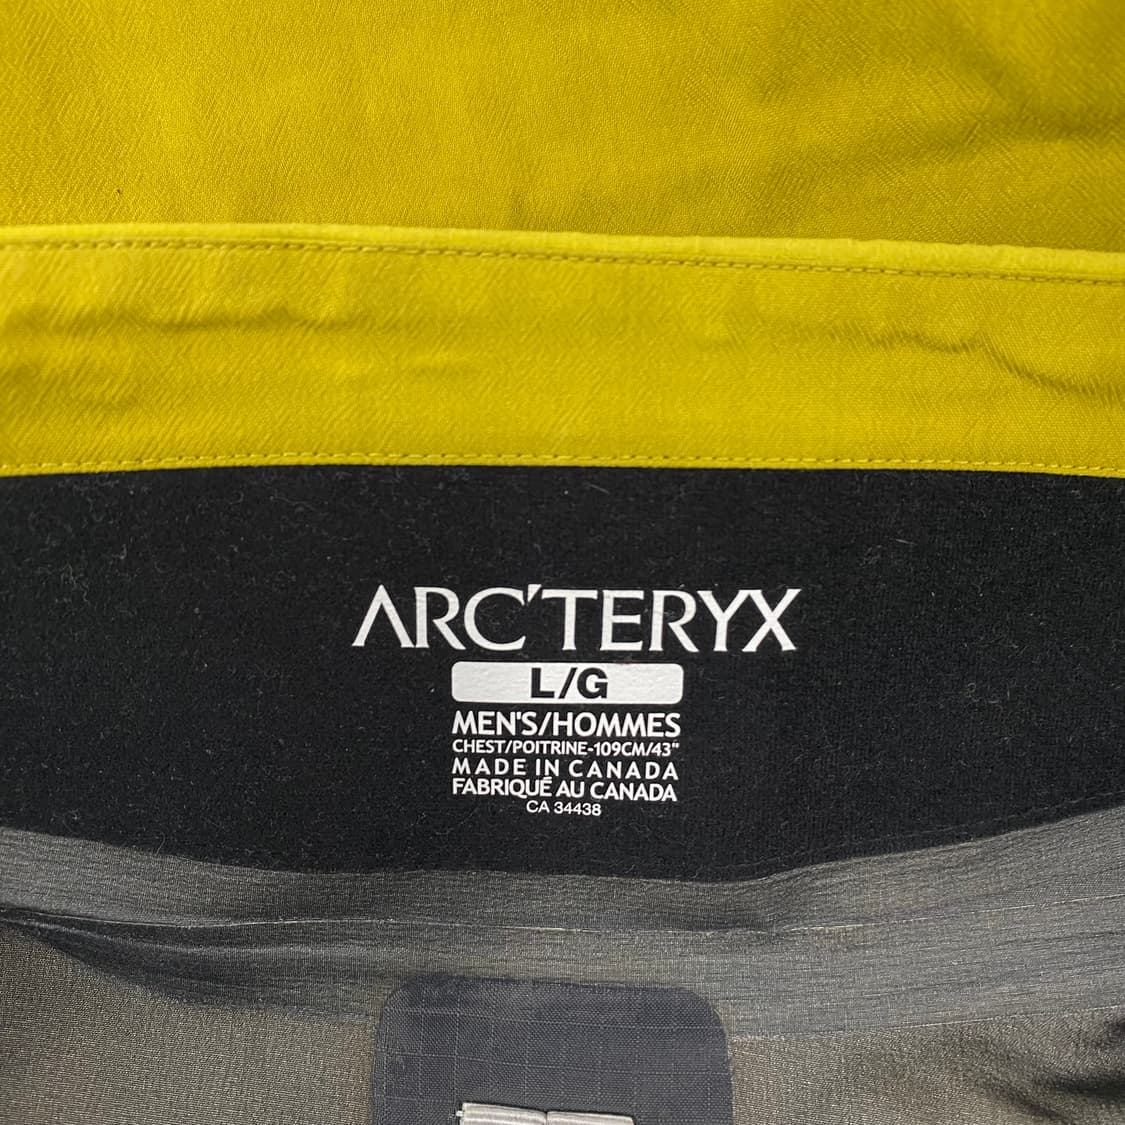 ARC'TERYX
L/G
MEN'S/HOMMES
CHEST/POITRINE-109CM/43"
MADE IN CANADA
FABRIQUÉ AU CANADA
CA 34438